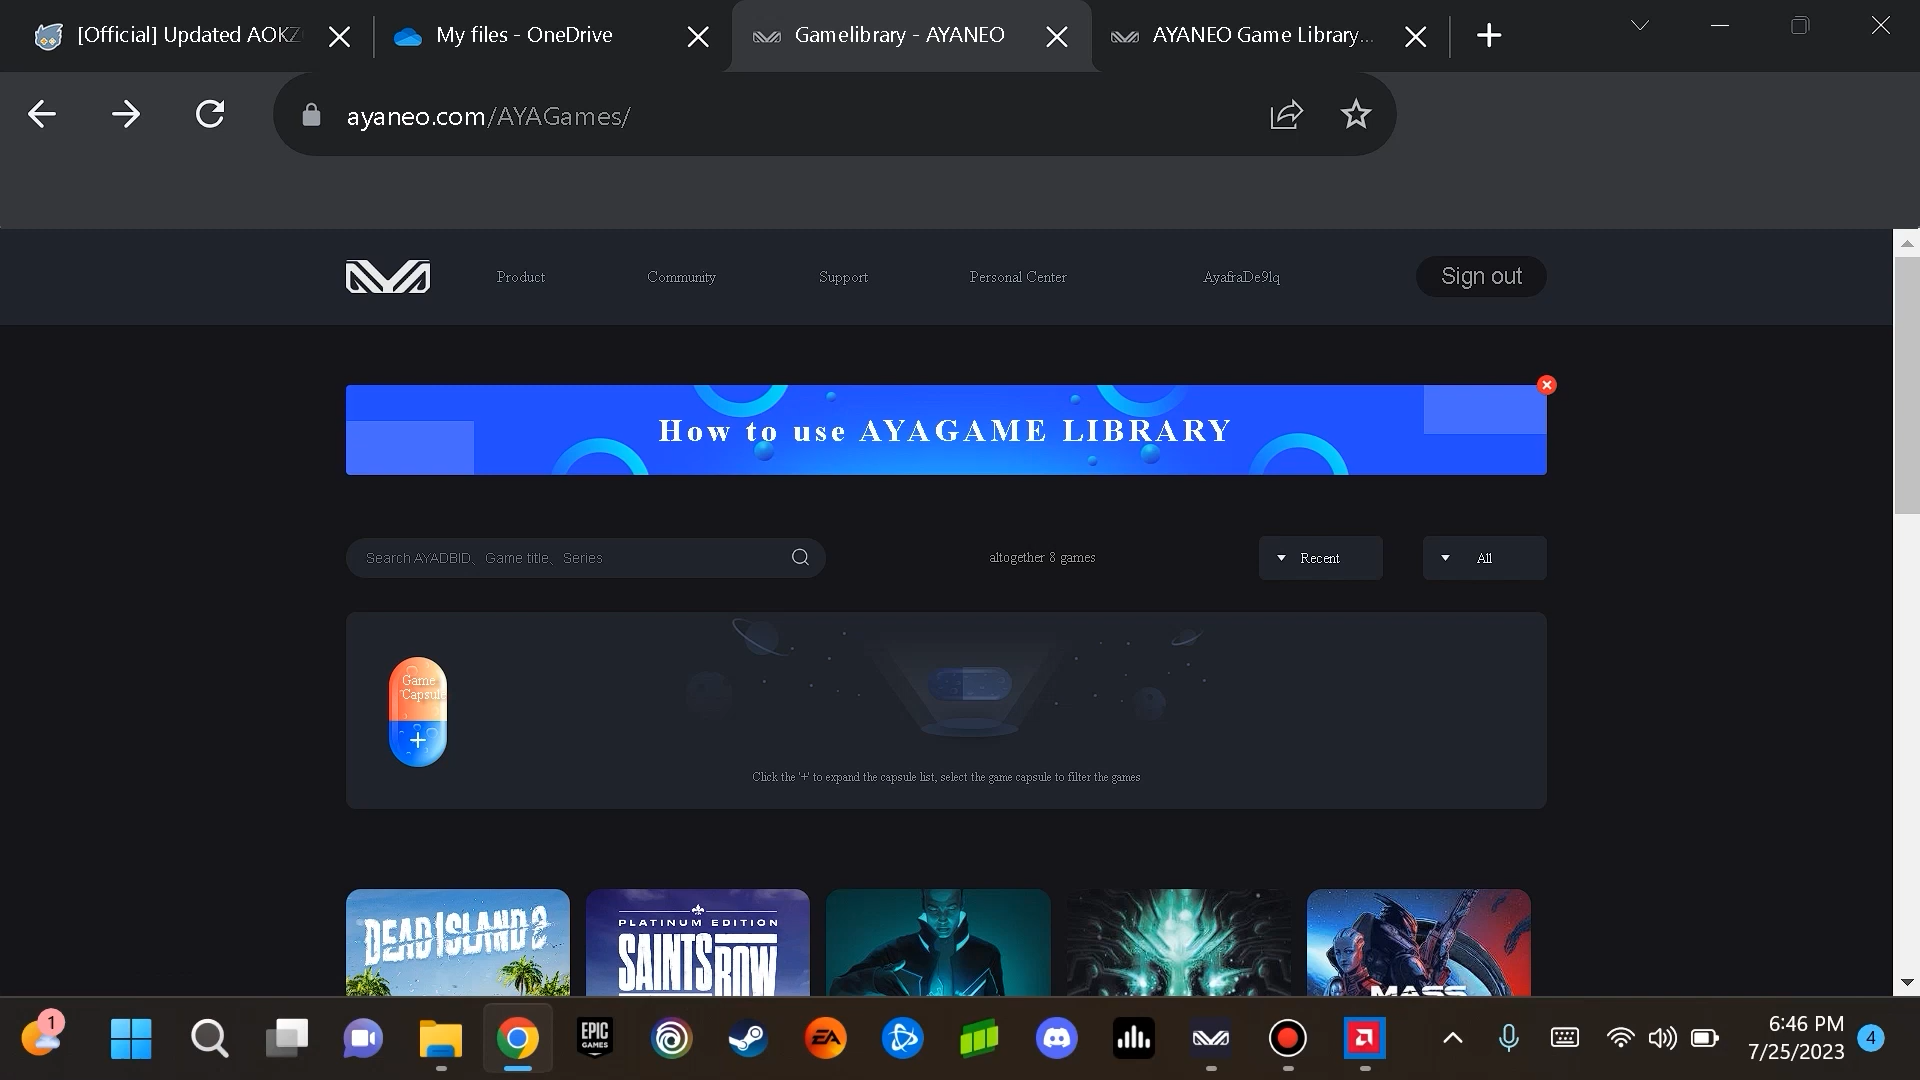 [Official] Updated AOKZ
My files - OneDrive
Gamelibrary - AYANEO
AYANEO Game Library...
ayaneo.com/AYAGames/
Product
Community
Support
Personal Center
AyafraDe9lq
Sign out
How to use AYAGAME LIBRARY
Search AYADBID、Game title、Series
altogether 8 games
Recent
All
Game
Capsule
Click the '+' to expand the capsule list, select the game capsule to filter the games
DEAD ISLAND 2
PLATINUM EDITION
SAINTS ROW
MASS
1
EPIC
GAMES
EA
6:46 PM
7/25/2023
4